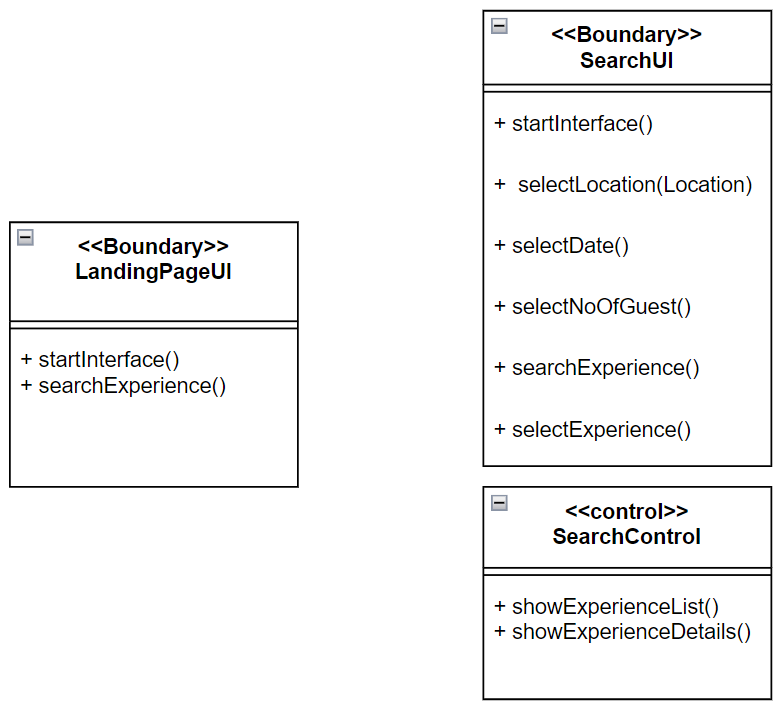 <<Boundary>>
LandingPageUI
+ startInterface()
+ searchExperience()
<<Boundary>>
SearchUI
+ startInterface()
+ selectLocation(Location)
+ selectDate()
+ selectNoOfGuest()
+ searchExperience()
+ selectExperience()
<<control>>
SearchControl
+ showExperienceList()
+ showExperienceDetails()